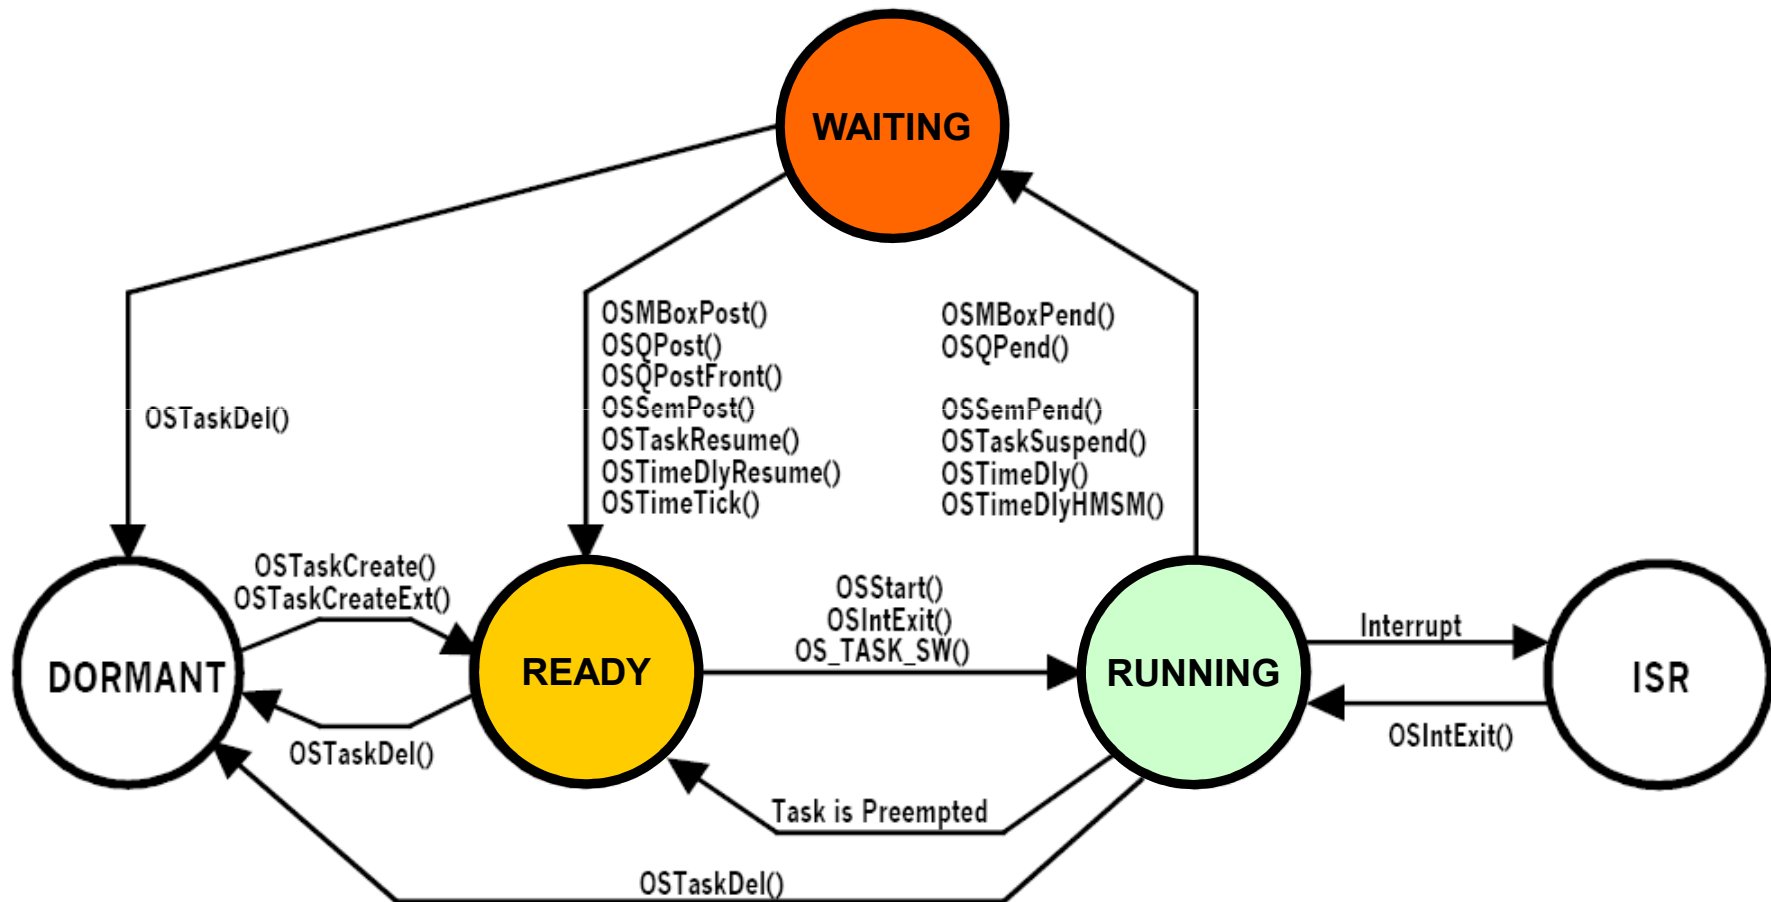 WAITING
OSMBoxPost()
OSQPost()
OSQPostFront()
OSSemPost()
OSTaskResume()
OSTimeDlyResume()
OSTimeTick()
OSMBoxPend()
OSQPend()
OSSemPend()
OSTaskSuspend()
OSTimeDly()
OSTimeDlyHMSM()
OSTaskDel()
OSTaskCreate()
OSTaskCreateExt()
OSStart()
OSIntExit()
OS_TASK_SW()
Interrupt
DORMANT
READY
RUNNING
ISR
OSTaskDel()
OSIntExit()
Task is Preempted
OSTaskDel()